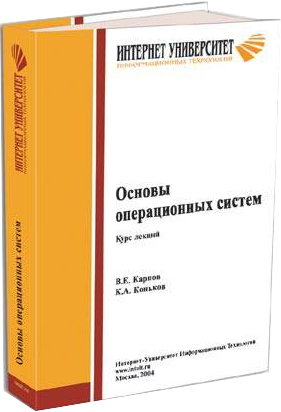 ИНТЕРНЕТ УНИВЕРСИТЕТ
ИНФОРМАЦИОННЫХ ТЕХНОЛОГИЙ
Основы
операционных систем
Курс лекций
В.Е. Карпов
К.А. Коньков
Интернет-Университет Информационных Технологий
www.intuit.ru
Москва, 2004
ИНТЕРНЕТ УНИВЕРСИТЕТ
Основы операционных систем